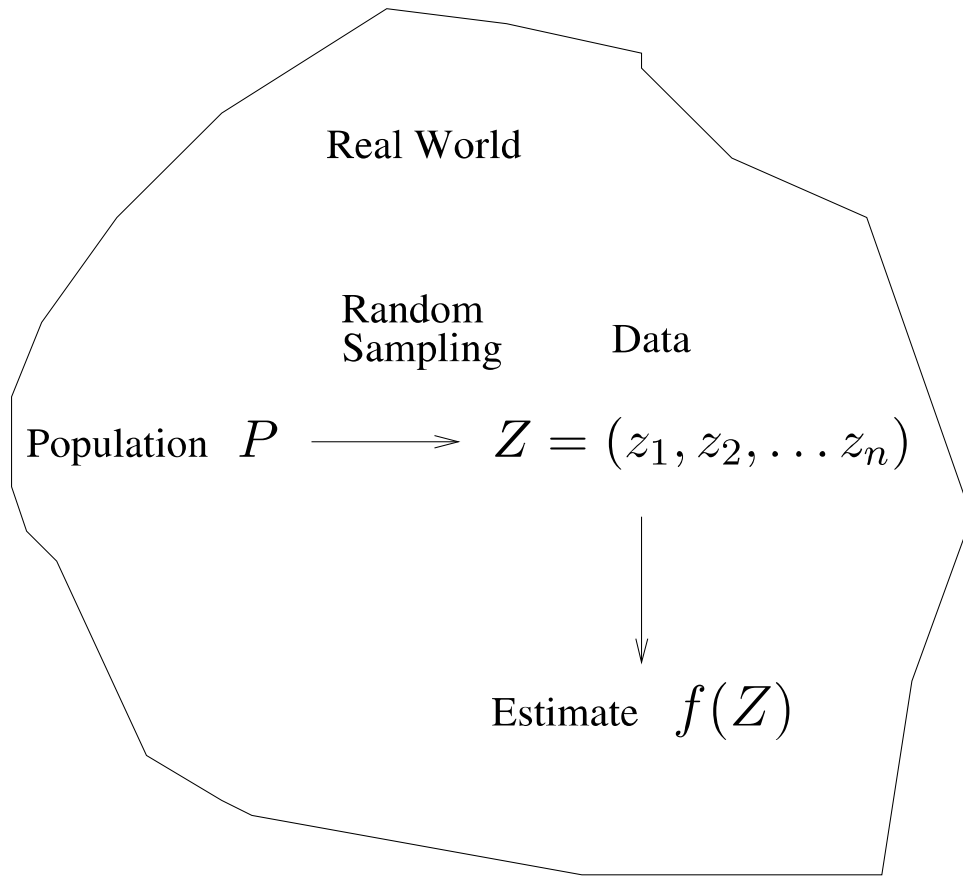 Real World
Random
Sampling
Data
Population P
Z = (z₁, z₂, . . . zₙ)
Estimate f(Z)